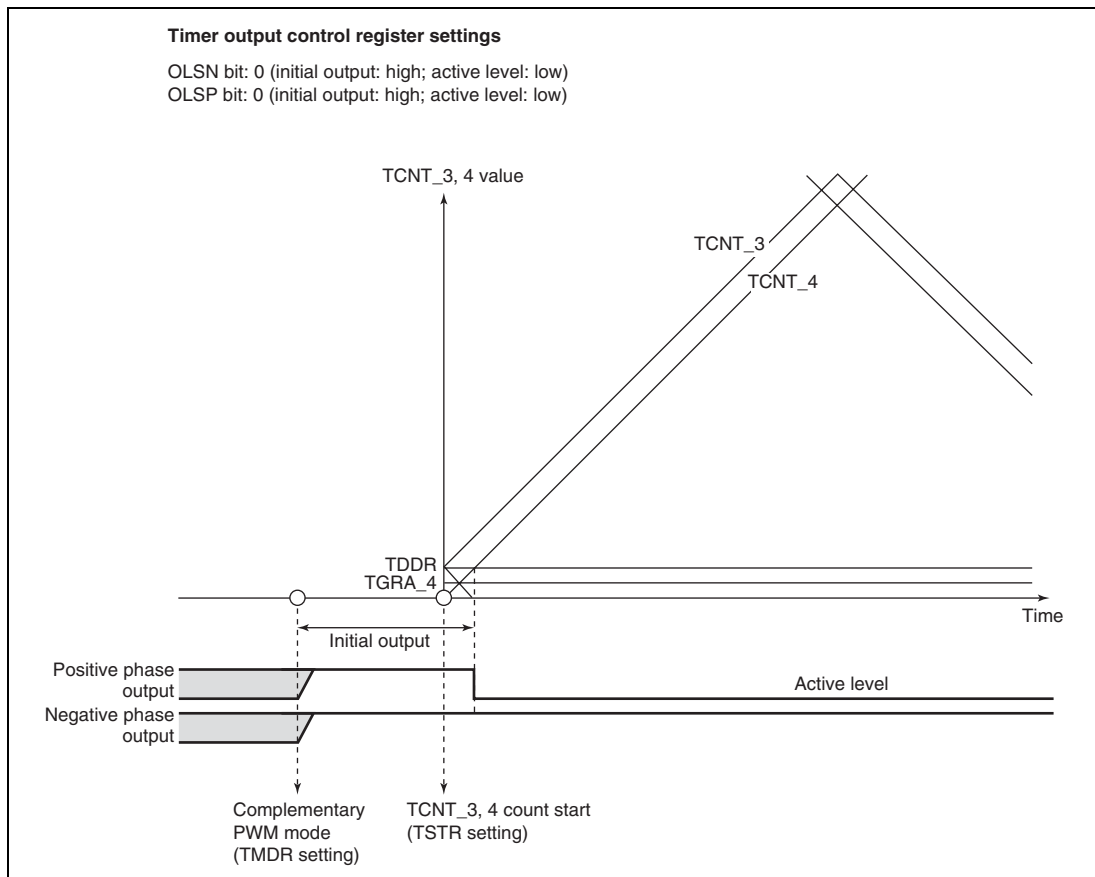 Timer output control register settings
OLSN bit: 0 (initial output: high; active level: low)
OLSP bit: 0 (initial output: high; active level: low)
TCNT_3, 4 value
TCNT_3
TCNT_4
TDDR
TGRA_4
Time
Initial output
Positive phase
output
Active level
Negative phase
output
Complementary
PWM mode
(TMDR setting)
TCNT_3, 4 count start
(TSTR setting)